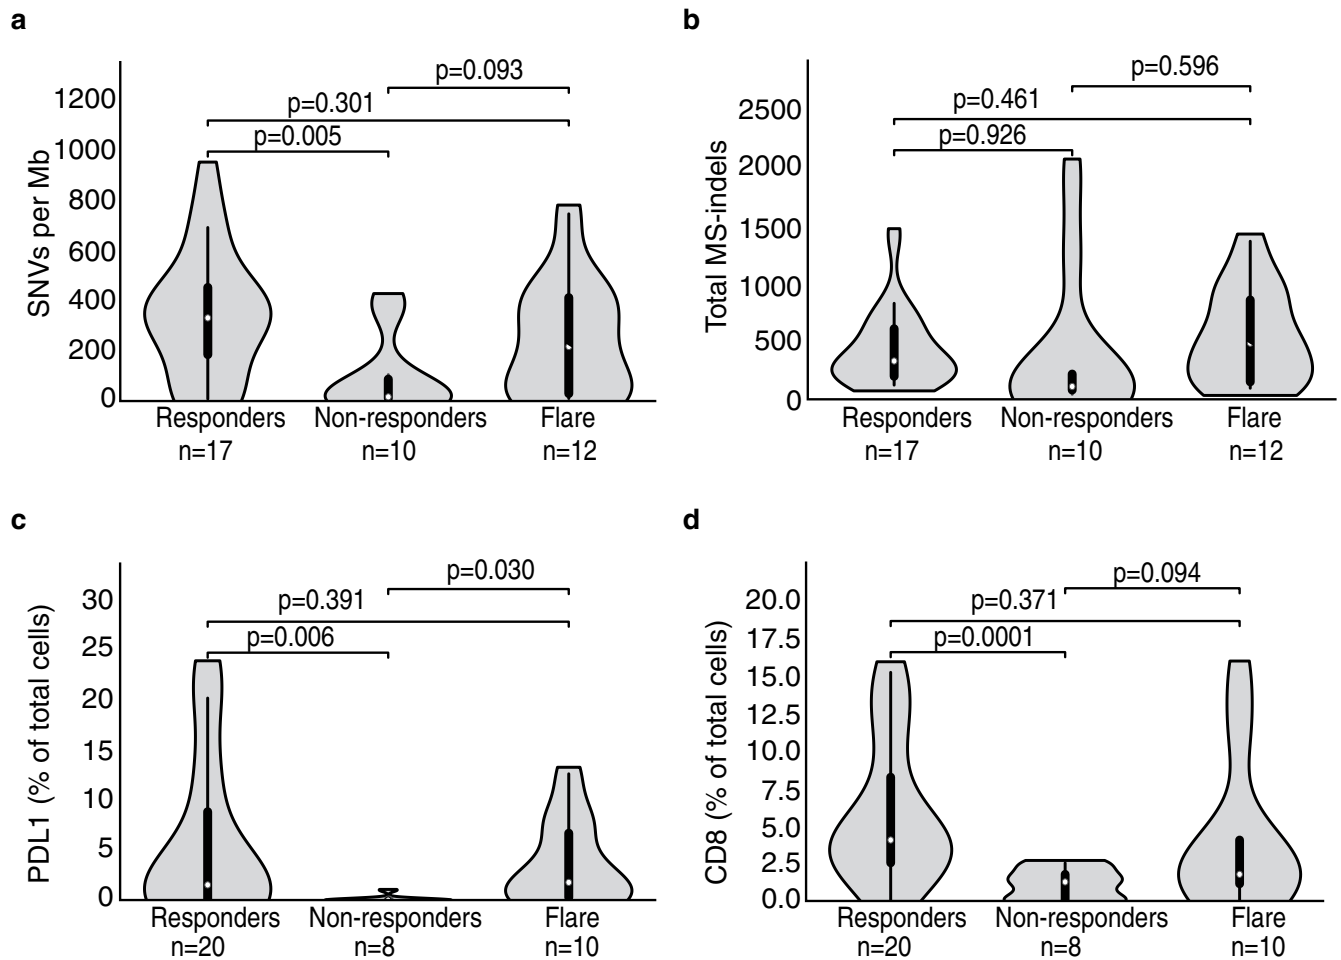 a
SNVs per Mb
1200
1000
800
600
400
200
0
p=0.093
p=0.301
p=0.005
Responders
n=17
Non-responders
n=10
Flare
n=12
b
Total MS-indels
2500
2000
1500
1000
500
0
p=0.596
p=0.461
p=0.926
Responders
n=17
Non-responders
n=10
Flare
n=12
c
PDL1 (% of total cells)
30
25
20
15
10
5
0
p=0.030
p=0.391
p=0.006
Responders
n=20
Non-responders
n=8
Flare
n=10
d
CD8 (% of total cells)
20.0
17.5
15.0
12.5
10.0
7.5
5.0
2.5
0.0
p=0.094
p=0.371
p=0.0001
Responders
n=20
Non-responders
n=8
Flare
n=10